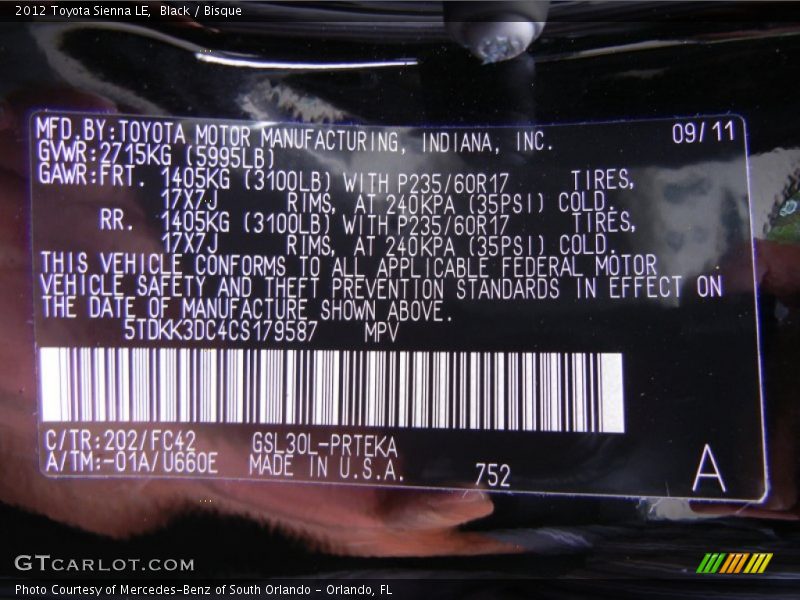 2012 Toyota Sienna LE, Black / Bisque
MFD.BY:TOYOTA MOTOR MANUFACTURING, INDIANA, INC. 09/11
GVWR:2715KG (5995LB)
GAWR:FRT. 1405KG (3100LB) WITH P235/60R17 TIRES,
17X7J RIMS, AT 240KPA (35PSI) COLD.
RR. 1405KG (3100LB) WITH P235/60R17 TIRES,
17X7J RIMS, AT 240KPA (35PSI) COLD.
THIS VEHICLE CONFORMS TO ALL APPLICABLE FEDERAL MOTOR
VEHICLE SAFETY AND THEFT PREVENTION STANDARDS IN EFFECT ON
THE DATE OF MANUFACTURE SHOWN ABOVE.
5TDKK3DC4CS179587 MPV
C/TR:202/FC42 GSL30L-PRTEKA
A/TM:-01A/U660E MADE IN U.S.A. 752 A
GTCARLOT.COM
Photo Courtesy of Mercedes-Benz of South Orlando - Orlando, FL